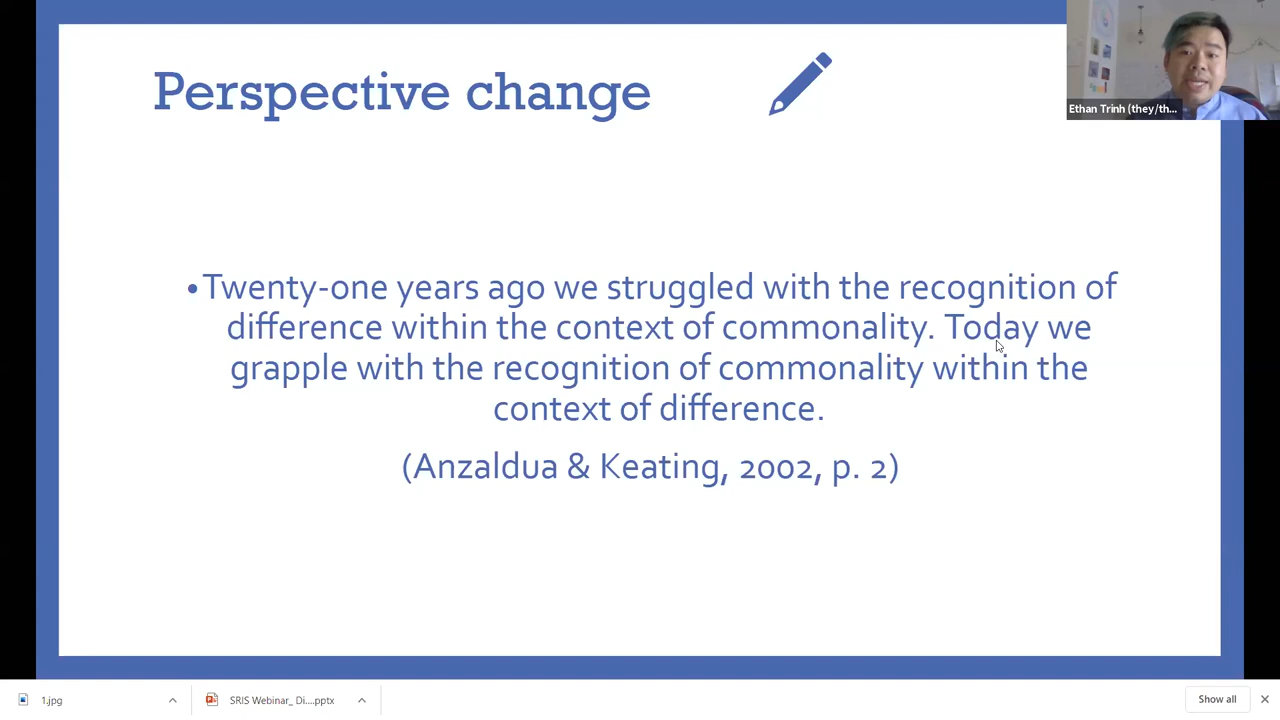 Perspective change
Ethan Trinh (they/th...
•Twenty-one years ago we struggled with the recognition of
difference within the context of commonality. Today we
grapple with the recognition of commonality within the
context of difference.
(Anzaldua & Keating, 2002, p. 2)
1.jpg
SRIS Webinar_ Di....pptx
Show all